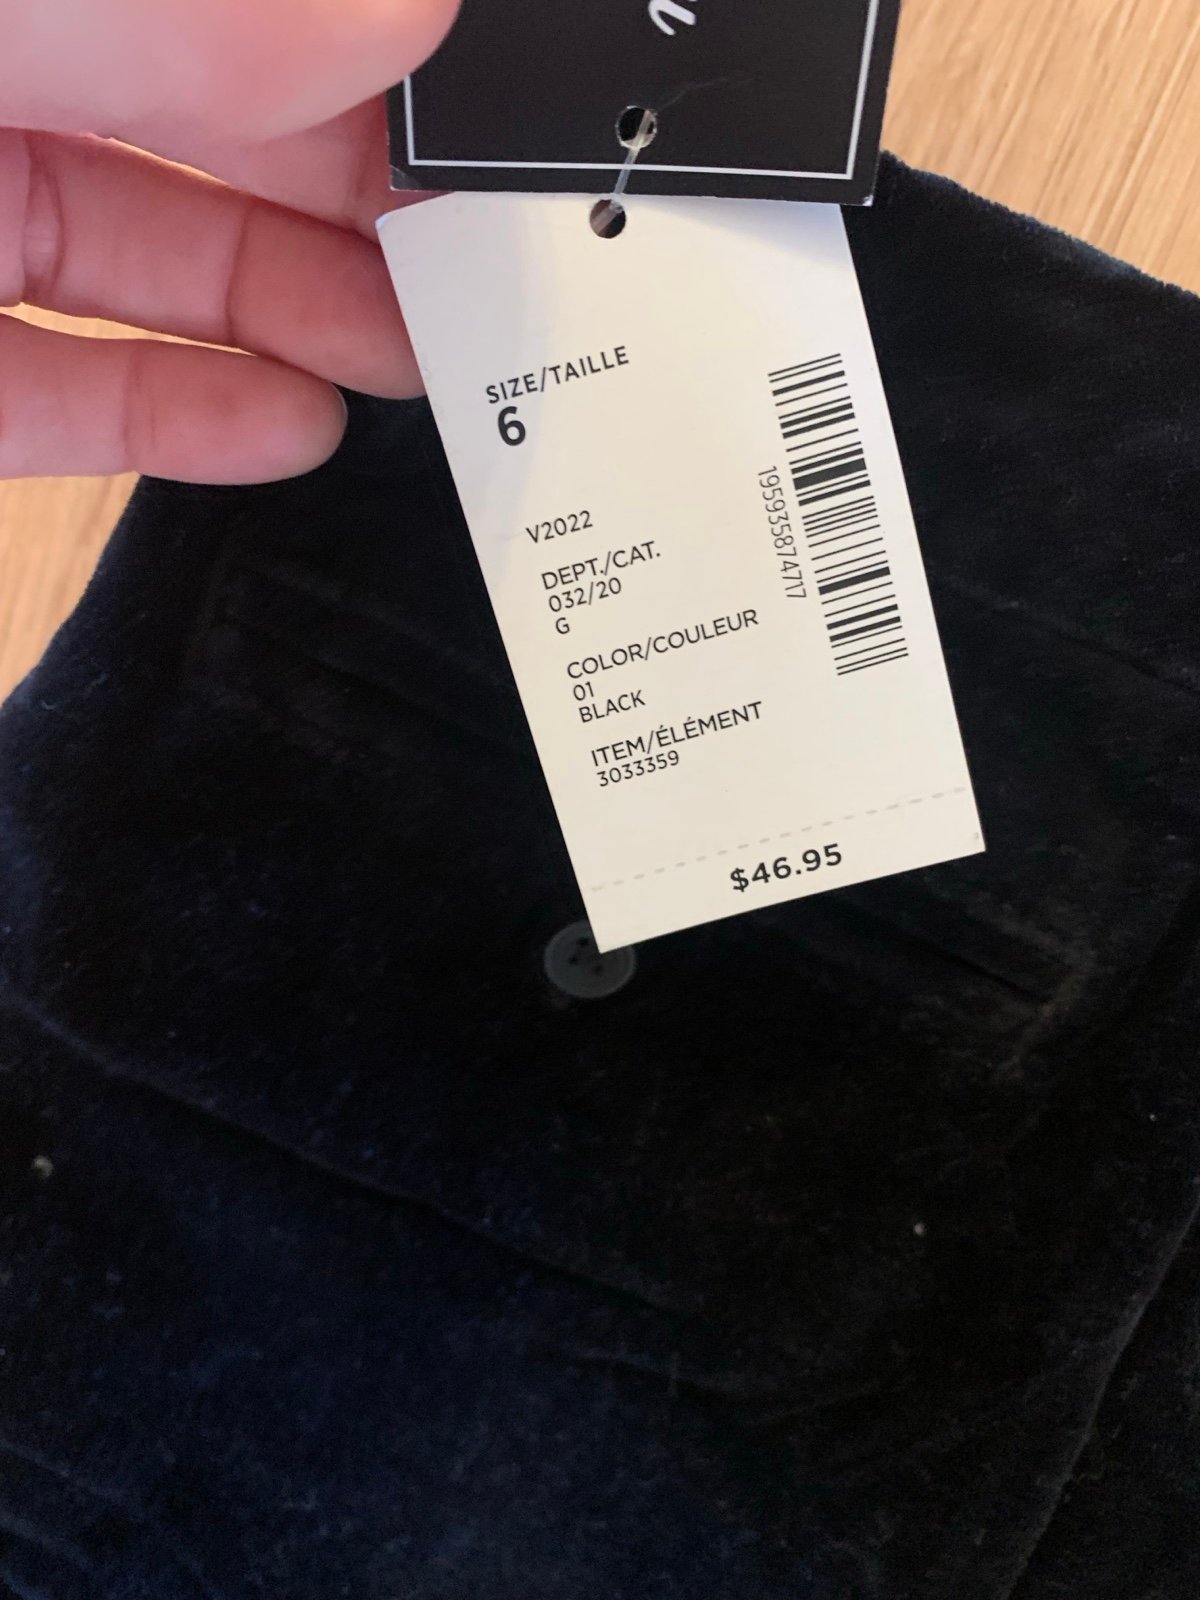 SIZE/TAILLE
6
V2022
DEPT./CAT.
032/20
G
COLOR/COULEUR
01
BLACK
ITEM/ÉLÉMENT
3033359
195935874717
$46.95